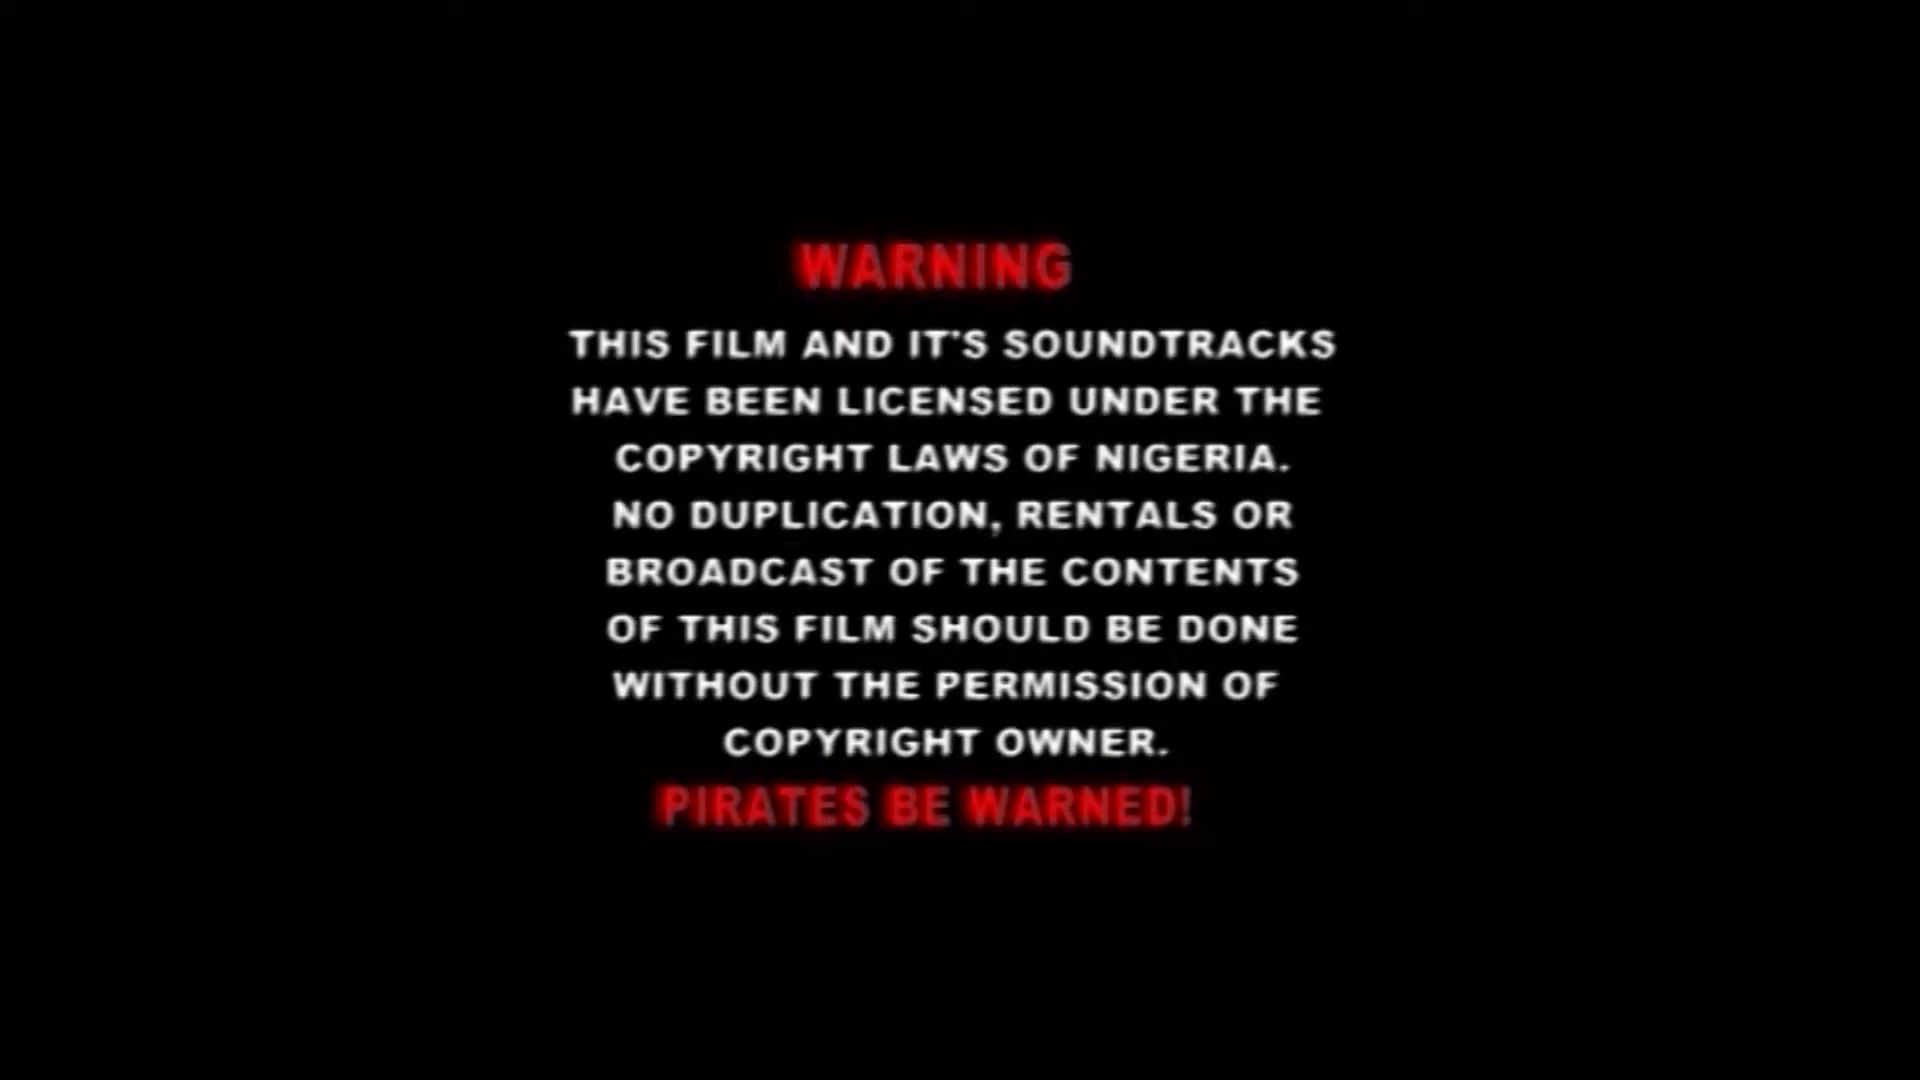 WARNING
THIS FILM AND IT'S SOUNDTRACKS
HAVE BEEN LICENSED UNDER THE
COPYRIGHT LAWS OF NIGERIA.
NO DUPLICATION, RENTALS OR
BROADCAST OF THE CONTENTS
OF THIS FILM SHOULD BE DONE
WITHOUT THE PERMISSION OF
COPYRIGHT OWNER.
PIRATES BE WARNED!